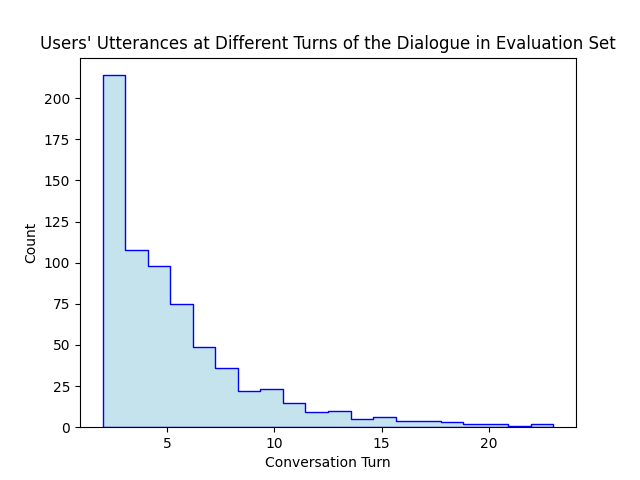 Users' Utterances at Different Turns of the Dialogue in Evaluation Set
200
175
150
125
100
75
50
25
0
Count
5 10 15 20
Conversation Turn